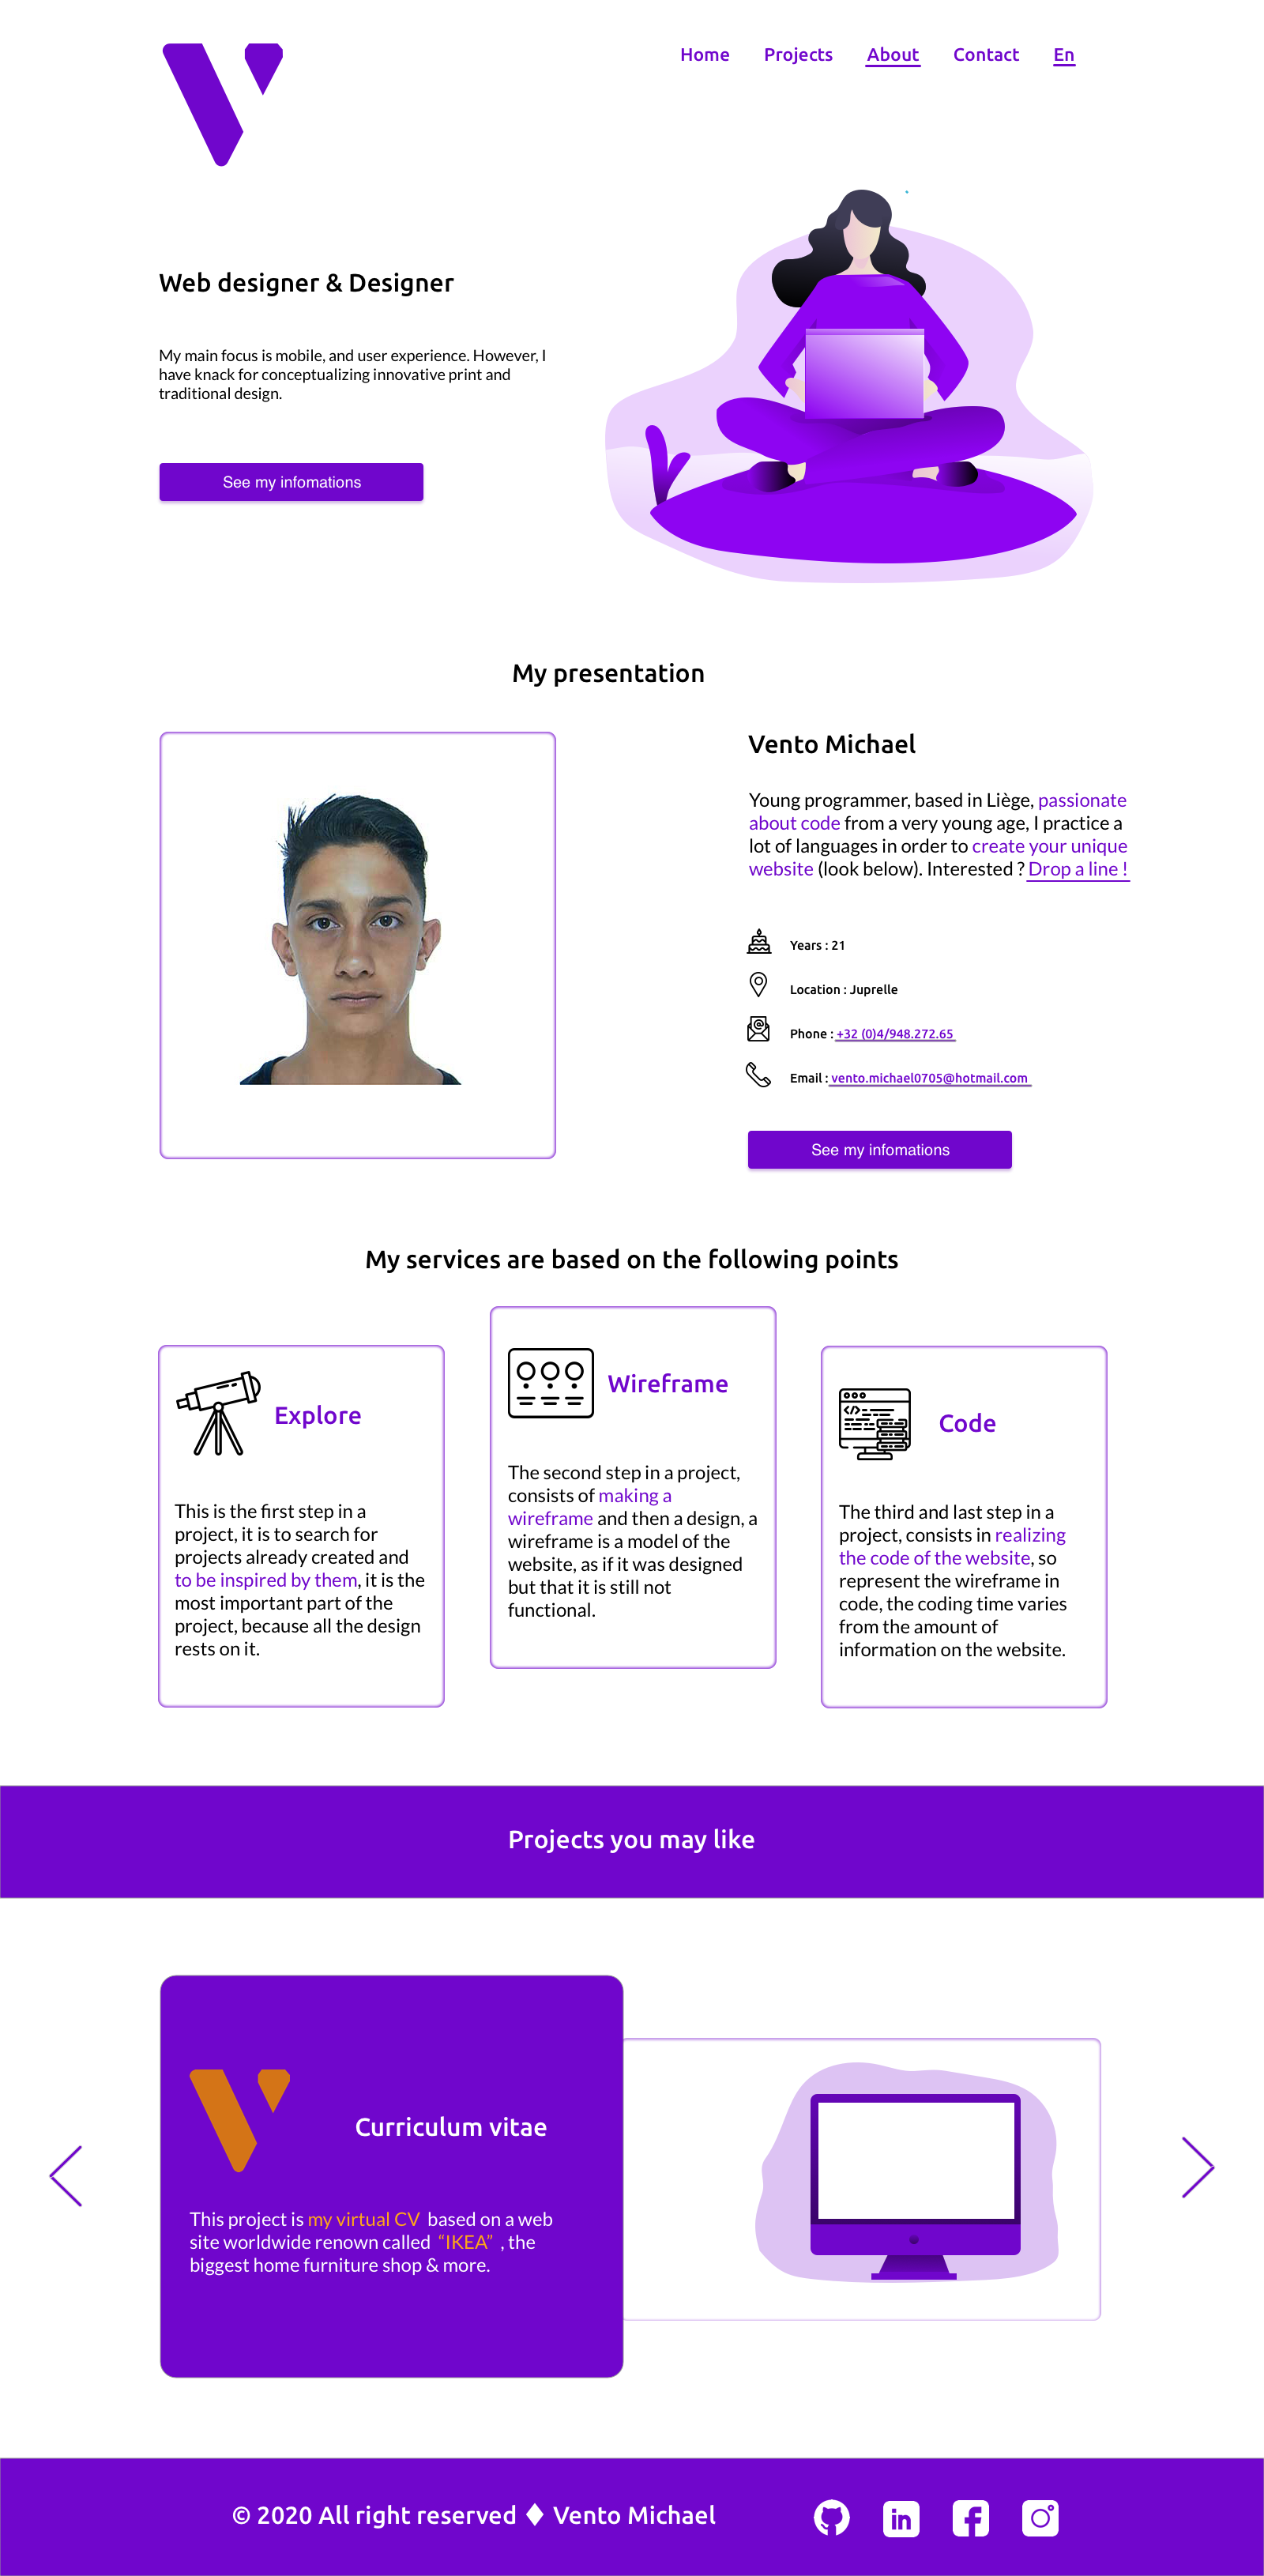 Home Projects About Contact En
Web designer & Designer
My main focus is mobile, and user experience. However, I
have knack for conceptualizing innovative print and
traditional design.
See my infomations
My presentation
Vento Michael
Young programmer, based in Liège, passionate
about code from a very young age, I practice a
lot of languages in order to create your unique
website (look below). Interested ? Drop a line !
Years : 21
Location : Juprelle
Phone : +32 (0)4/948.272.65
Email : vento.michael0705@hotmail.com
See my infomations
My services are based on the following points
Explore
This is the first step in a
project, it is to search for
projects already created and
to be inspired by them, it is the
most important part of the
project, because all the design
rests on it.
Wireframe
The second step in a project,
consists of making a
wireframe and then a design, a
wireframe is a model of the
website, as if it was designed
but that it is still not
functional.
Code
The third and last step in a
project, consists in realizing
the code of the website, so
represent the wireframe in
code, the coding time varies
from the amount of
information on the website.
Projects you may like
Curriculum vitae
This project is my virtual CV based on a web
site worldwide renown called “IKEA” , the
biggest home furniture shop & more.
© 2020 All right reserved ♦ Vento Michael